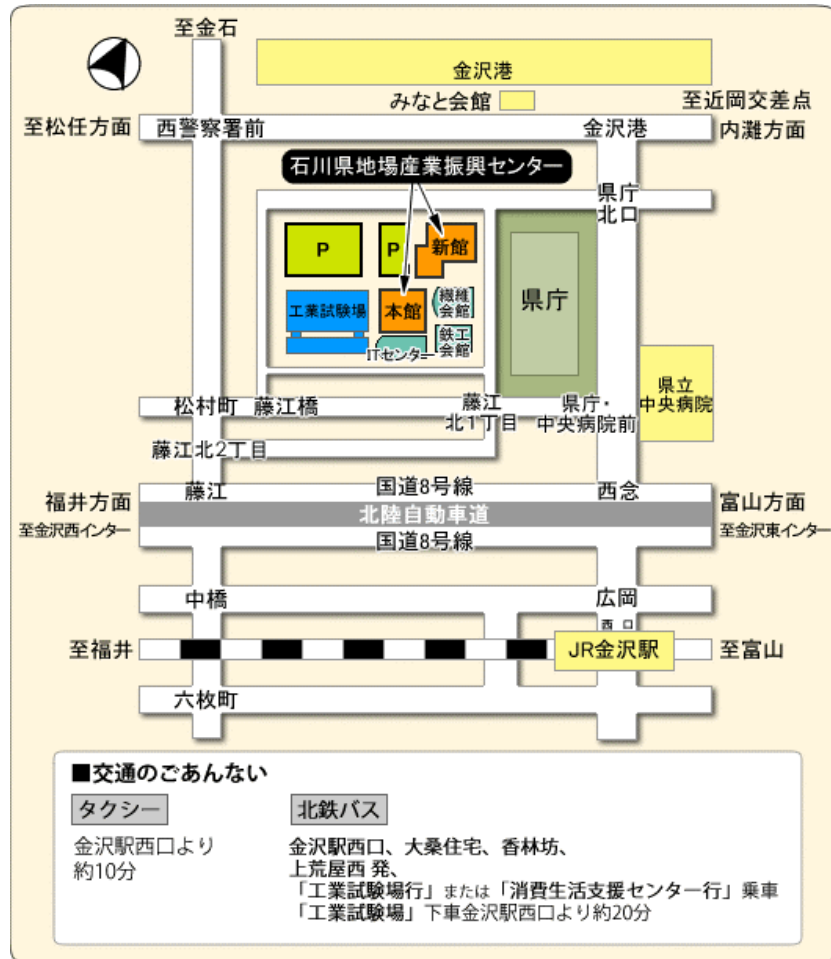 至金石
金沢港
みなと会館
至近岡交差点
至松任方面
西警察署前
金沢港
内灘方面
石川県地場産業振興センター
県庁
北口
P
P
新館
県庁
工業試験場
本館
繊維
会館
鉄工
会館
ITセンター
県立
中央病院
松村町
藤江橋
藤江
北1丁目
県庁・
中央病院前
藤江北2丁目
福井方面
藤江
国道8号線
西念
富山方面
至金沢西インター
北陸自動車道
至金沢東インター
国道8号線
中橋
広岡
西口
至福井
JR金沢駅
至富山
六枚町
■交通のごあんない
タクシー
金沢駅西口より
約10分
北鉄バス
金沢駅西口、大桑住宅、香林坊、
上荒屋西 発、
「工業試験場行」または「消費生活支援センター行」乗車
「工業試験場」下車金沢駅西口より約20分